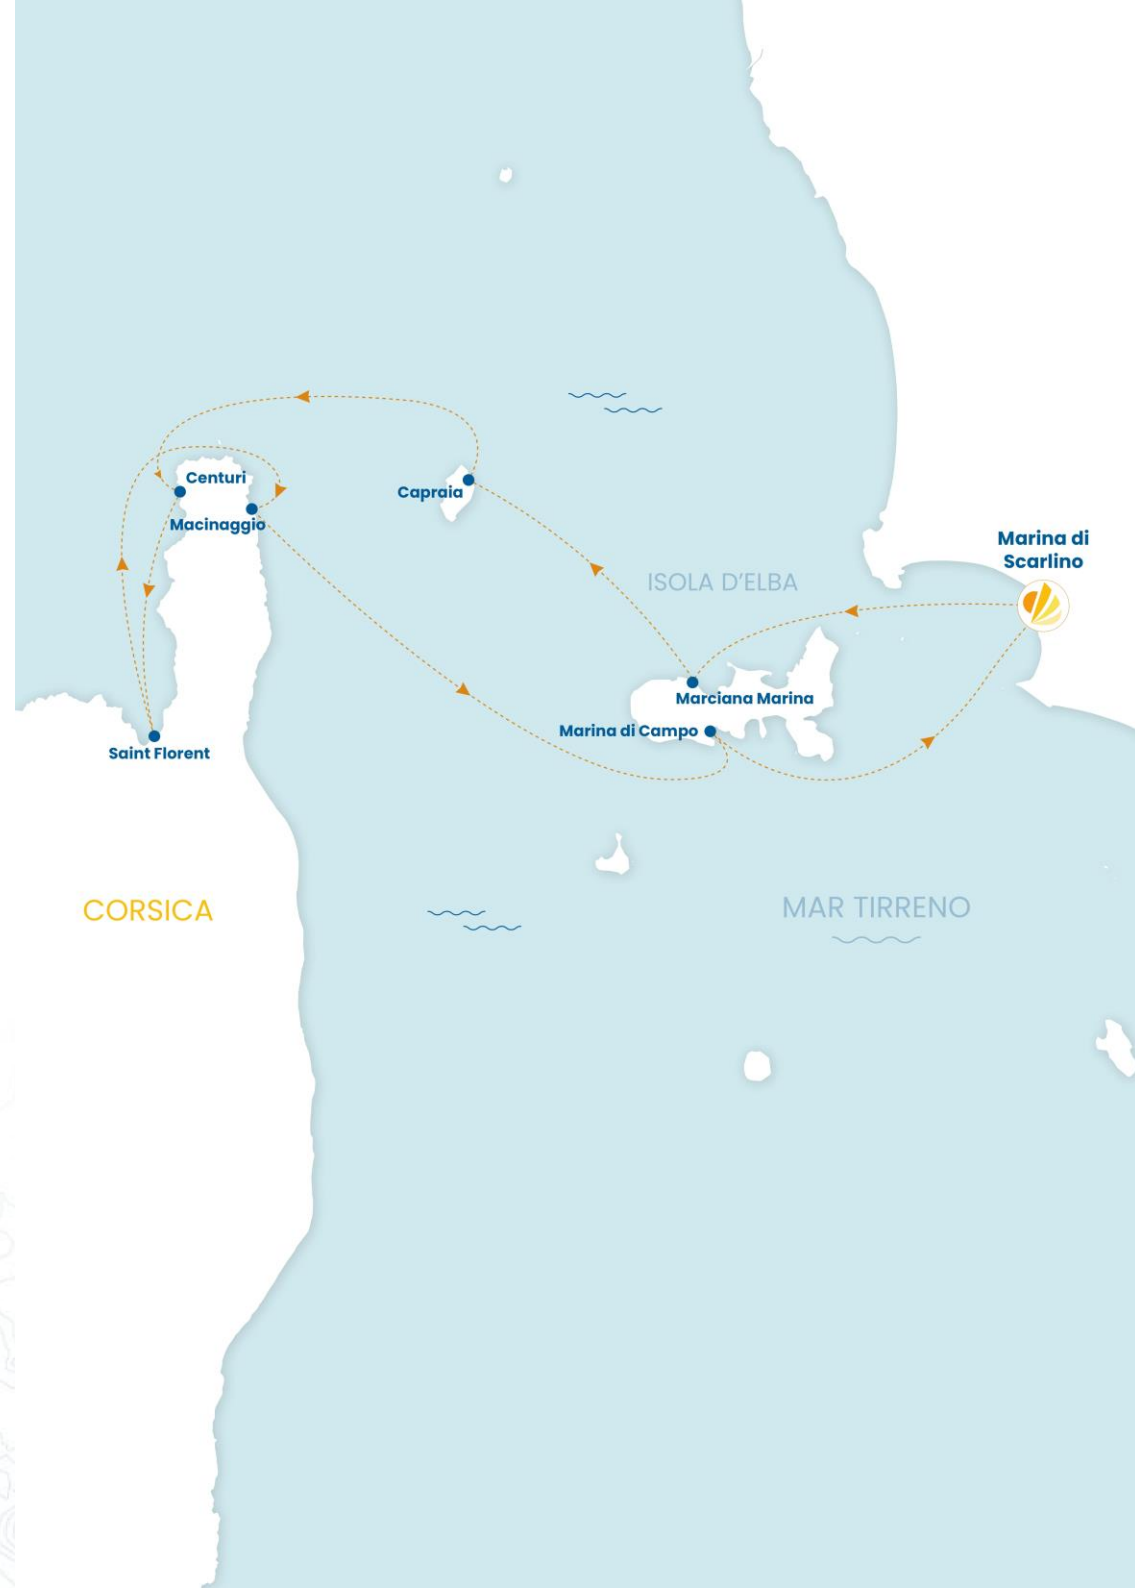 Centuri
Capraia
Macinaggio
Marina di
Scarlino
ISOLA D'ELBA
Marciana Marina
Marina di Campo
Saint Florent
CORSICA
MAR TIRRENO